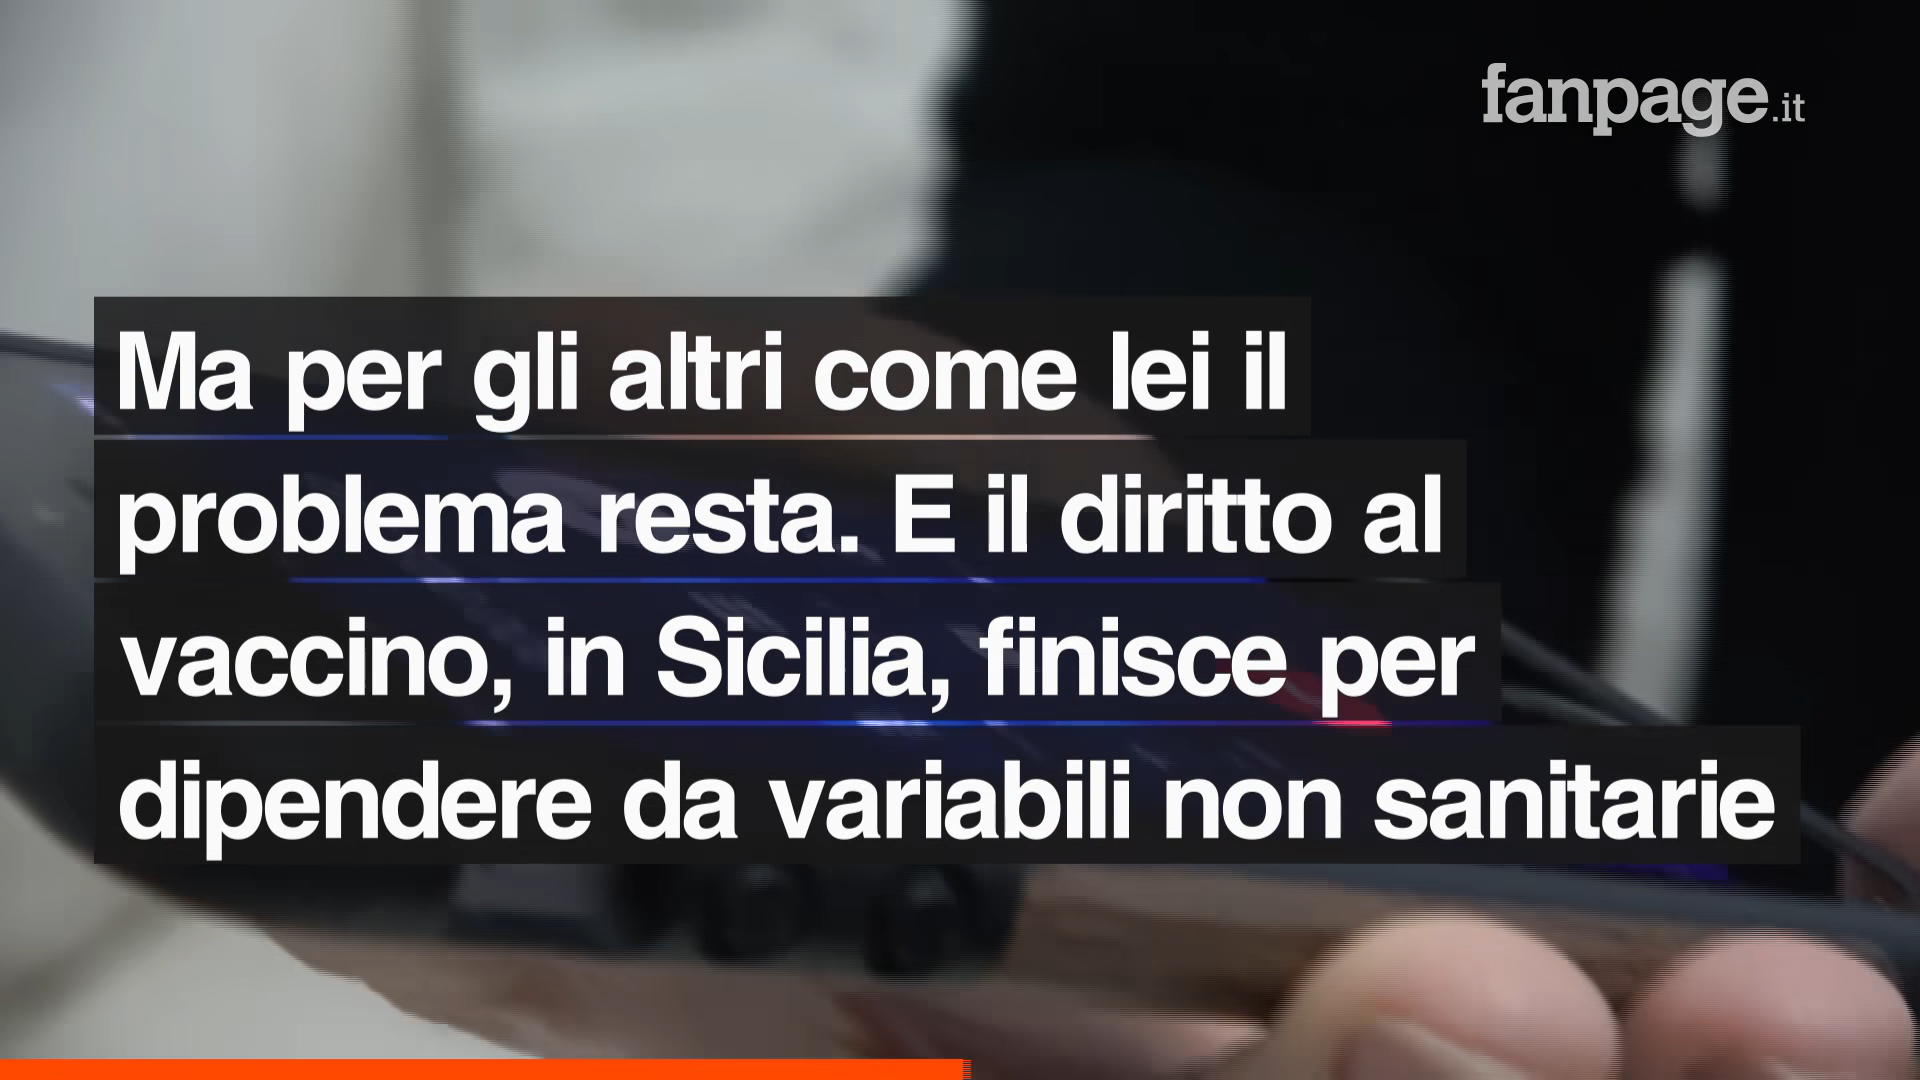 fanpage.it
Ma per gli altri come lei il
problema resta. E il diritto al
vaccino, in Sicilia, finisce per
dipendere da variabili non sanitarie